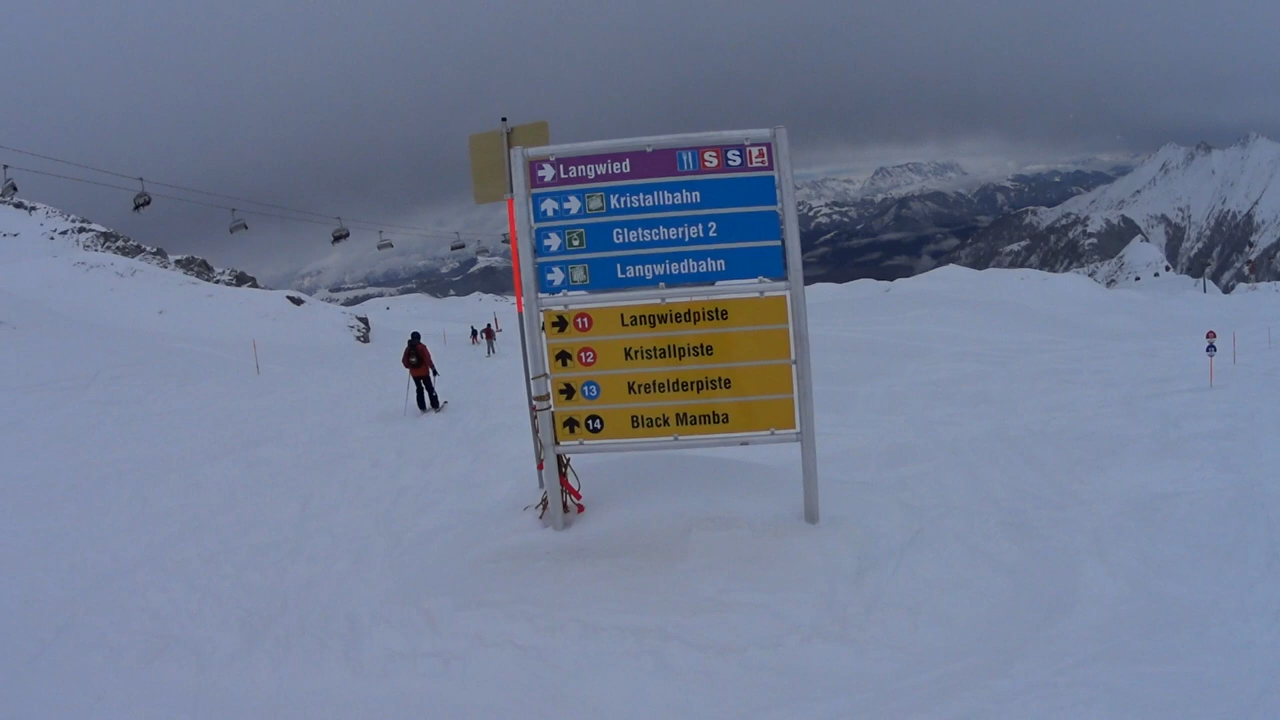 Langwied S S
Kristallbahn
Gletscherjet 2
Langwiedbahn
11 Langwiedpiste
12 Kristallpiste
13 Krefelderpiste
14 Black Mamba